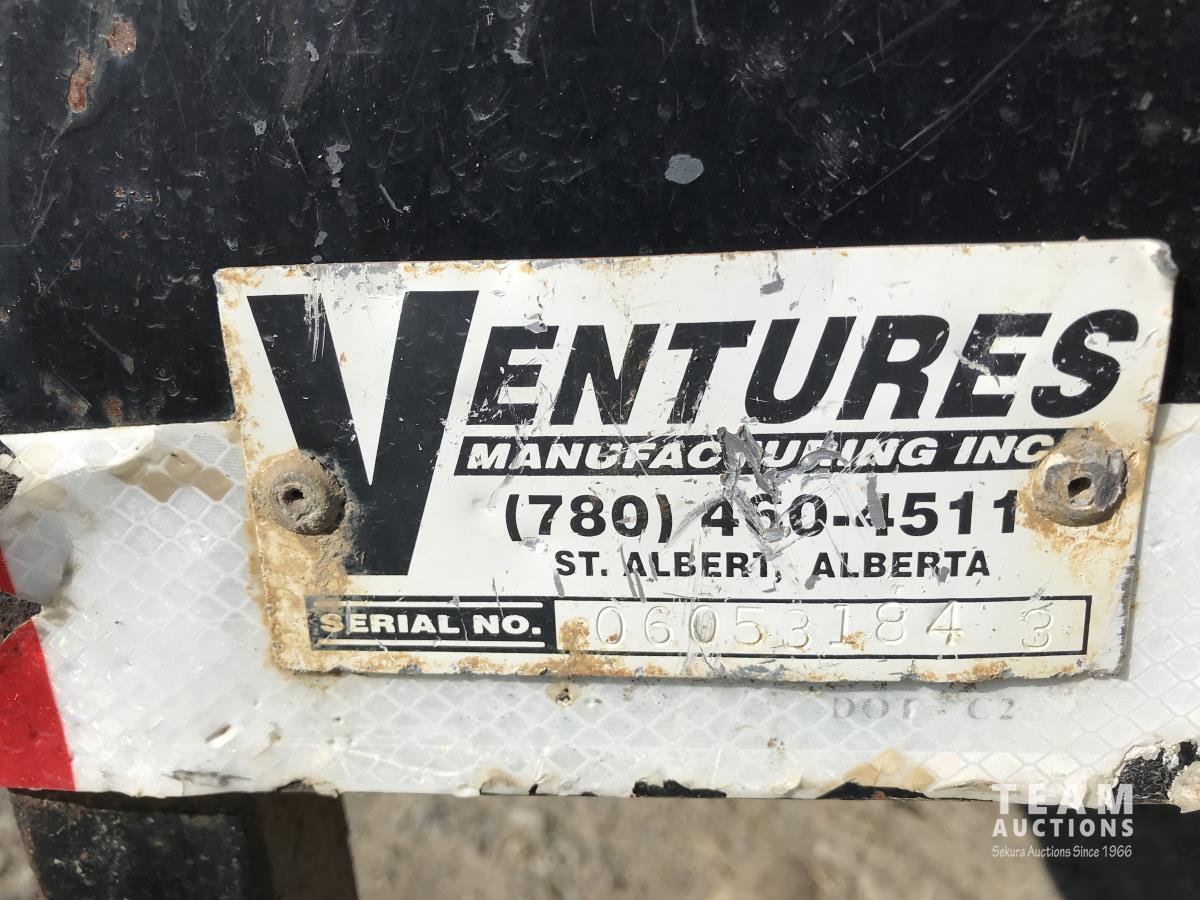 VENTURES
MANUFACTURING INC
(780) 460-4511
ST. ALBERT, ALBERTA
SERIAL NO. 06053184 3
DOT C2
TEAM
AUCTIONS
Sekura Auctions Since 1966